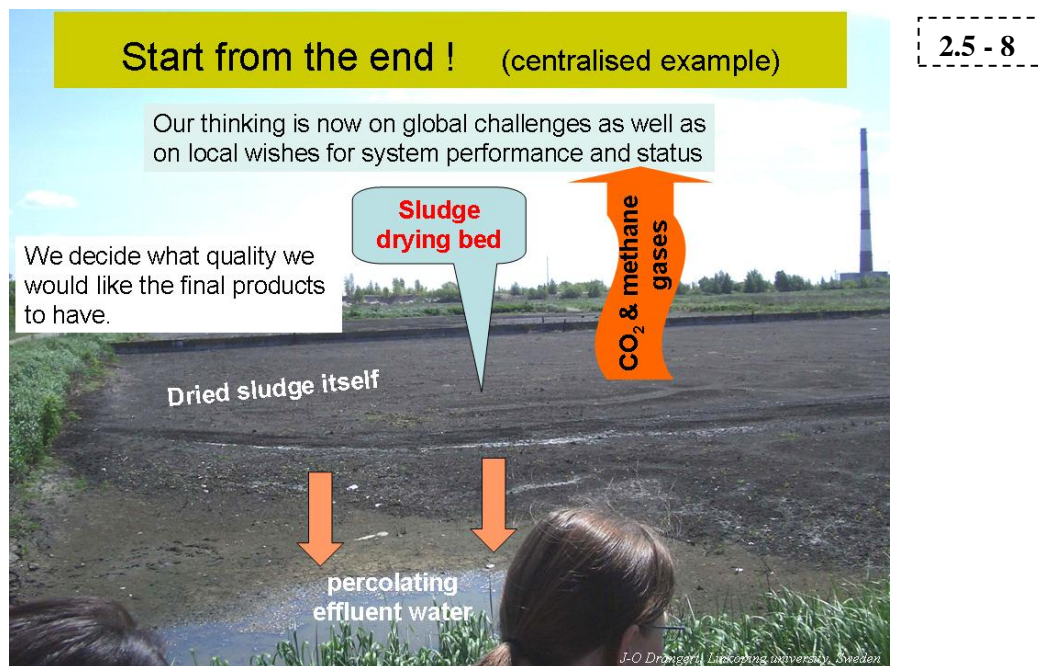 Start from the end ! (centralised example)
2.5 - 8
Our thinking is now on global challenges as well as
on local wishes for system performance and status
Sludge
drying bed
CO₂ & methane
gases
We decide what quality we
would like the final products
to have.
Dried sludge itself
percolating
effluent water
J-O Drangert, Linköping university, Sweden